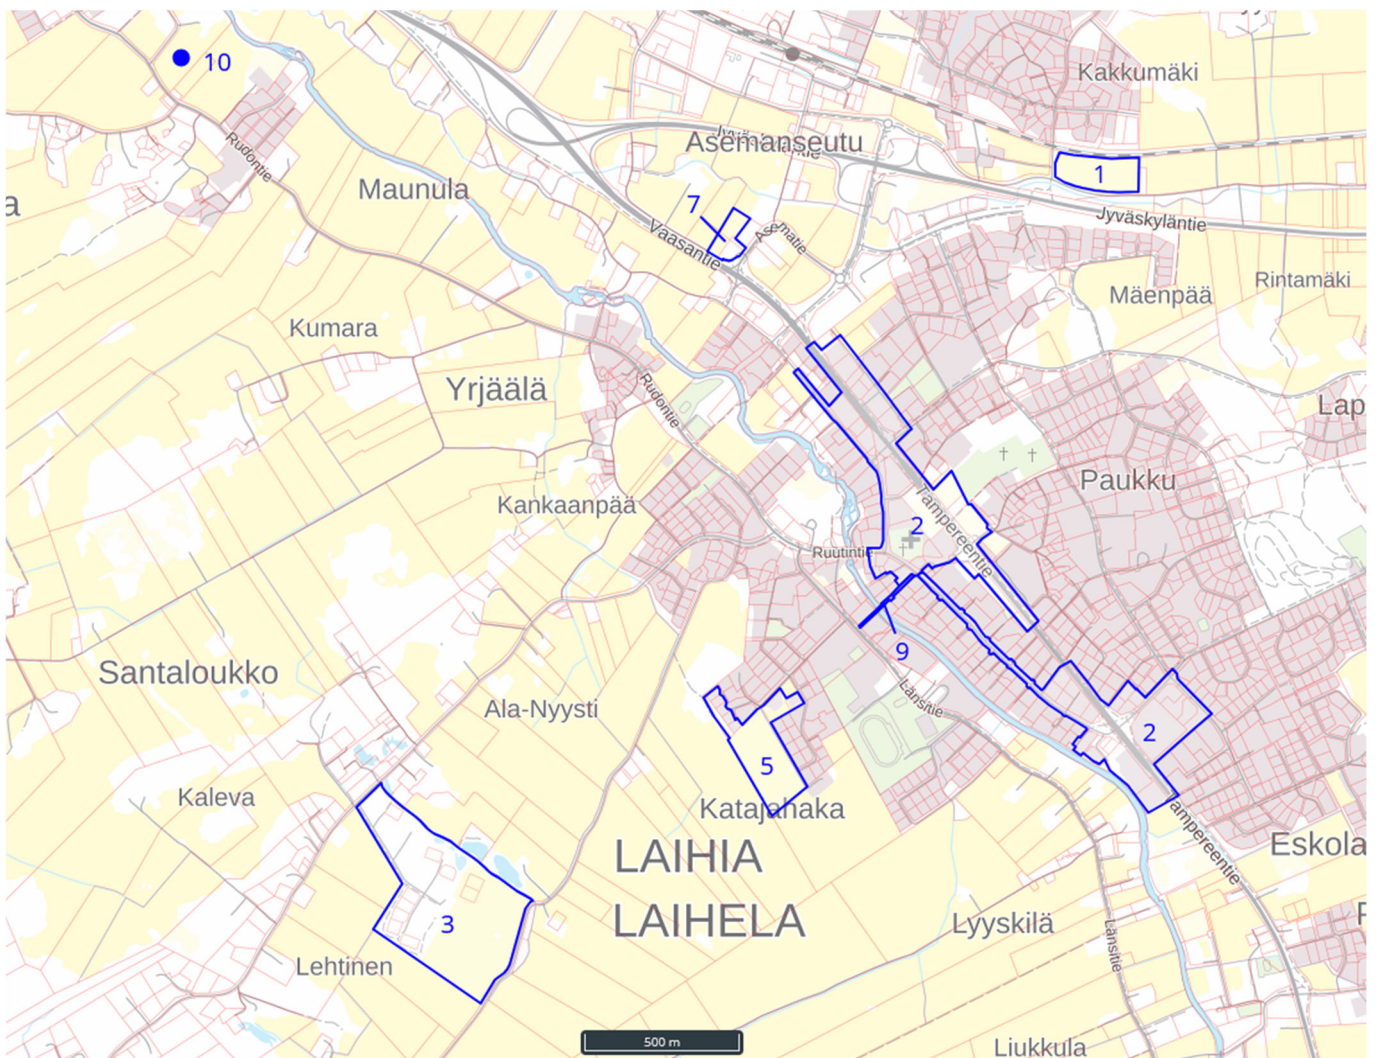 10
Kakkumäki
Rudontie
Asemanseutu
1
Maunula
a
7
Jyväskyläntie
Vaasantie
Asematie
Rintamäki
Mäenpää
Kumara
Yrjäälä
Rudontie
Lap
Paukku
Kankaanpää
2
Tampereentie
Ruutintie
9
Santaloukko
Länsitie
Ala-Nyysti
2
5
Kaleva
Katajahaka
Tampereentie
Eskola
LAIHIA
LAIHELA
3
Lyyskilä
Länsitie
Lehtinen
500 m
Liukkula